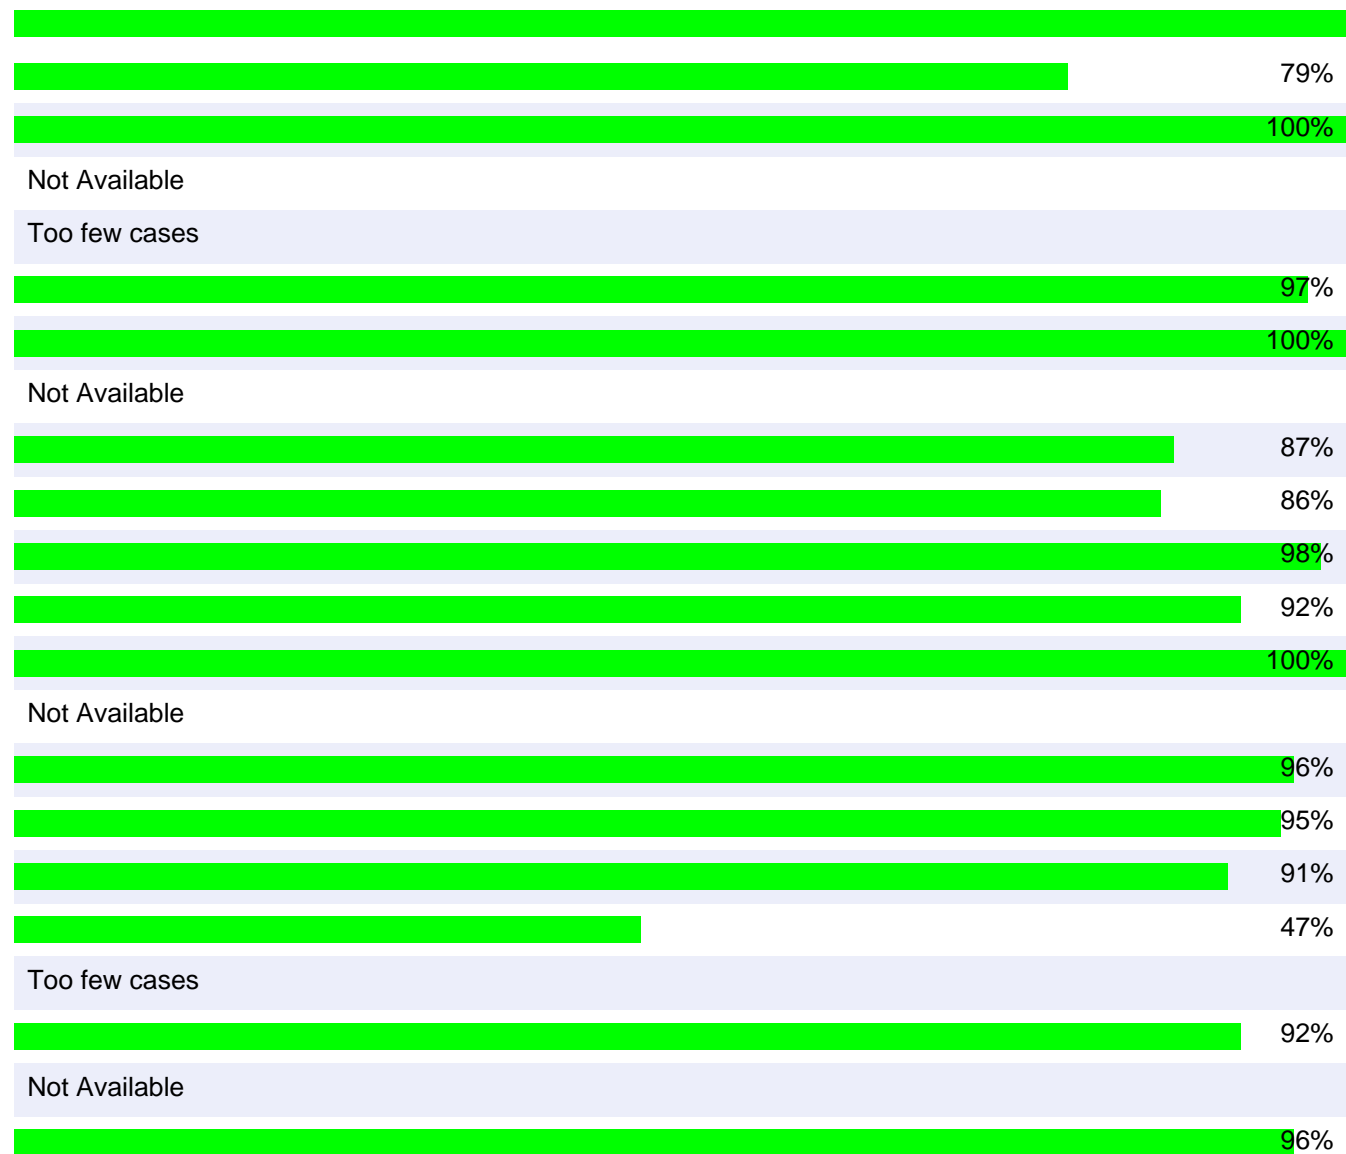 79%
100%
Not Available
Too few cases
97%
100%
Not Available
87%
86%
98%
92%
100%
Not Available
96%
95%
91%
47%
Too few cases
92%
Not Available
96%